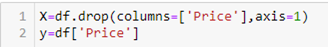 1 X=df.drop(columns=['Price'],axis=1)
2 y=df['Price']